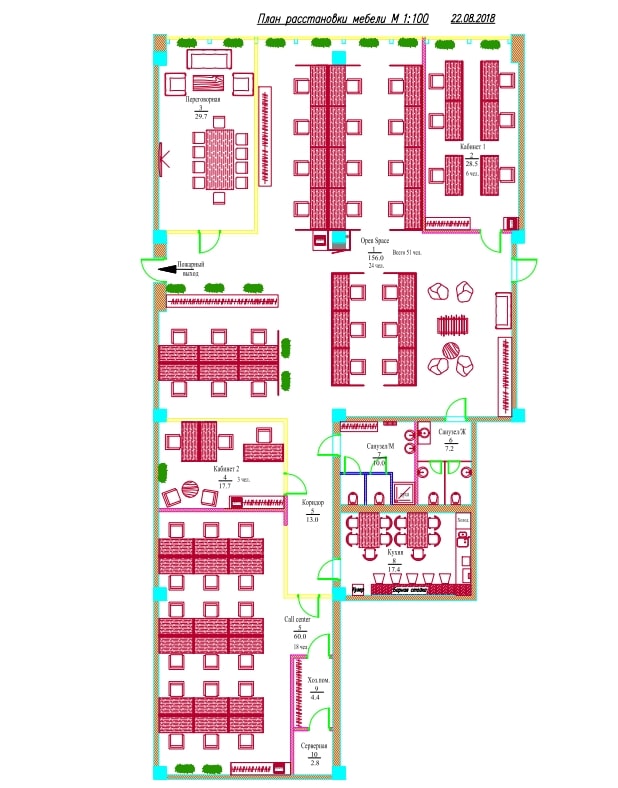 План расстановки мебели М 1:100 22.08.2018
Переговорная
3
29.7
Кабинет 1
2
28.5
6 чел.
Open Space
1
156.0
24 чел.
Всего 51 чел.
Пожарный
выход
Санузел/М
7
10.0
Санузел/Ж
6
7.2
Кабинет 2
4
17.7
3 чел.
Коридор
5
13.0
Холод.
Кухня
8
17.4
Барная стойка
Call center
5
60.0
18 чел.
Хоз.пом.
9
4.4
Серверная
10
2.8